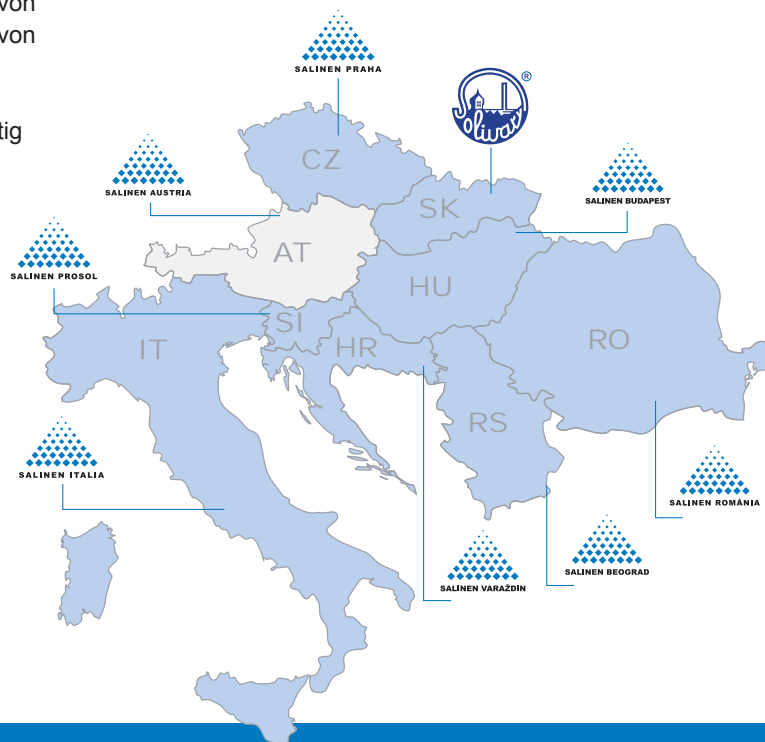 von
von
tig
SALINEN PRAHA
Solivary
®
SALINEN AUSTRIA
SALINEN BUDAPEST
SALINEN PROSOL
CZ
SK
AT
HU
SI
IT
HR
RO
RS
SALINEN ITALIA
SALINEN ROMÂNIA
SALINEN BEOGRAD
SALINEN VARAŽDIN